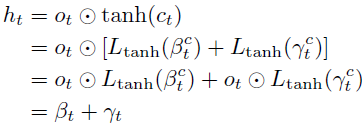 h_t = o_t ⊙ tanh(c_t)
= o_t ⊙ [L_tanh(β_t^c) + L_tanh(γ_t^c)]
= o_t ⊙ L_tanh(β_t^c) + o_t ⊙ L_tanh(γ_t^c)
= β_t + γ_t